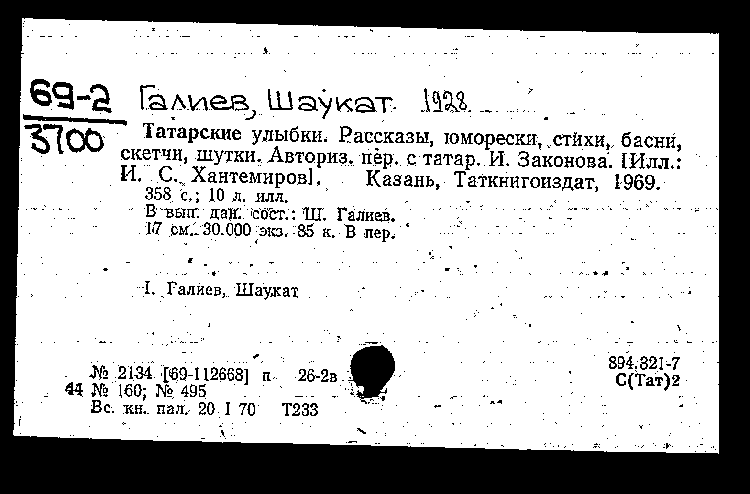 69-2
3700
Галиев, Шаукат. 1928
Татарские улыбки. Рассказы, юморески, стихи, басни,
скетчи, шутки. Авториз. пер. с татар. И. Законова. [Илл.:
И. С. Хантемиров]. Казань, Таткнигоиздат, 1969.
358 с.; 10 л. илл.
В вып. дан. сост.: Ш. Галиев.
17 см. 30.000 экз. 85 к. В пер.
I. Галиев, Шаукат
№ 2134 [69-112668] п 26-2в
44 № 160; № 495
Вс. кн. пал. 20 I 70 Т233
894.321-7
С(Тат)2